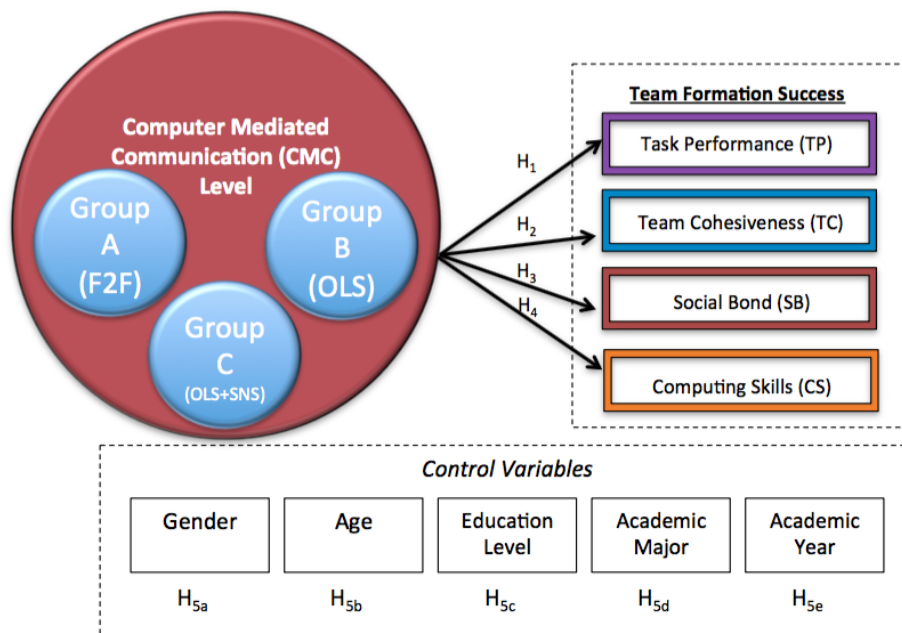 Computer Mediated
Communication (CMC)
Level
Group
A
(F2F)
Group
B
(OLS)
Group
C
(OLS+SNS)
H1
H2
H3
H4
Team Formation Success
Task Performance (TP)
Team Cohesiveness (TC)
Social Bond (SB)
Computing Skills (CS)
Control Variables
Gender
Age
Education
Level
Academic
Major
Academic
Year
H5a
H5b
H5c
H5d
H5e